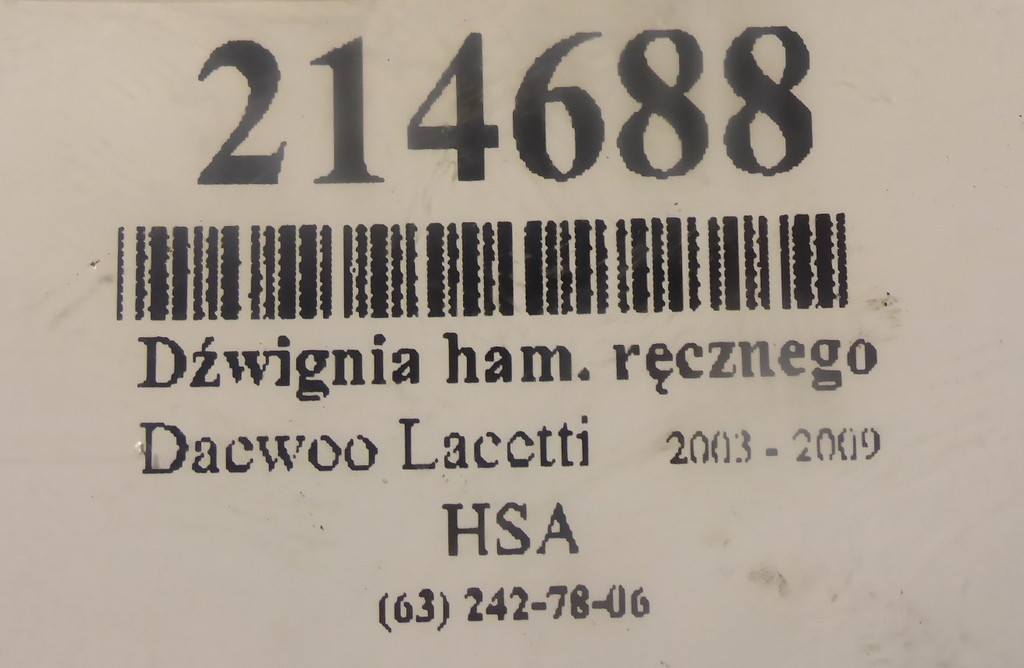 214688
Dźwignia ham. ręcznego
Daewoo Lacetti 2003 - 2009
HSA
(63) 242-78-06